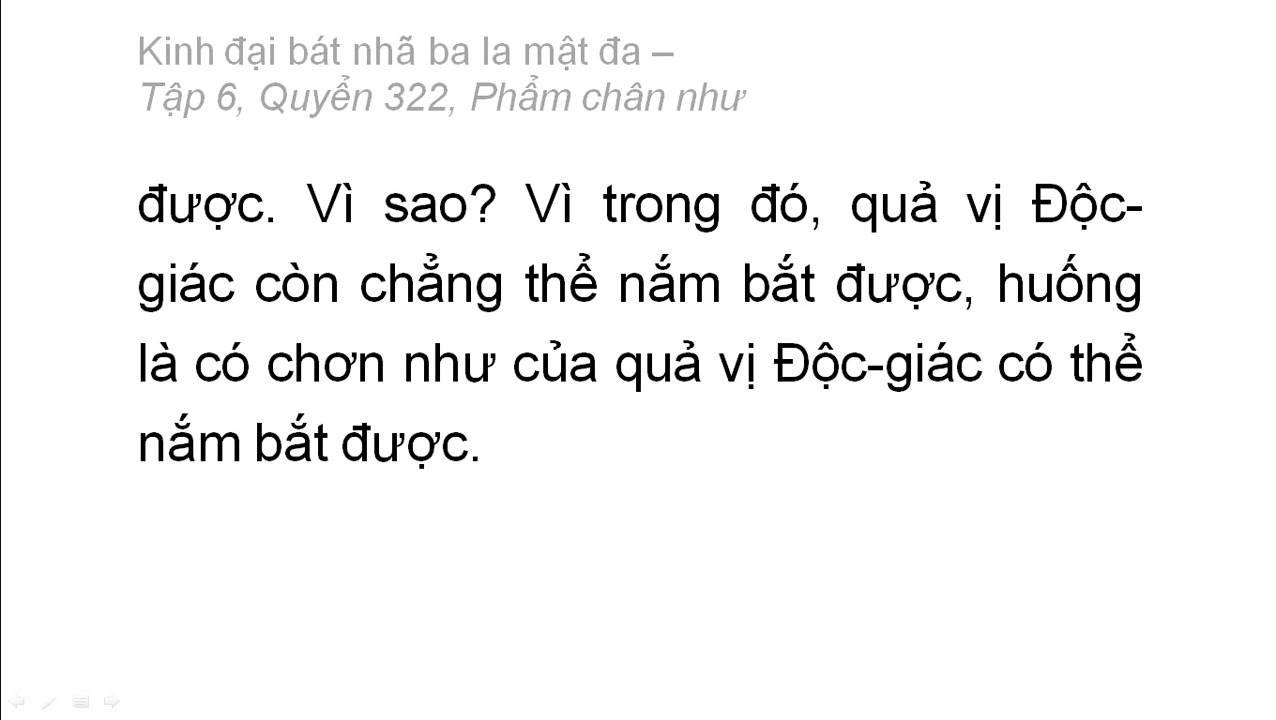 Kinh đại bát nhã ba la mật đa –
Tập 6, Quyển 322, Phẩm chân như
được. Vì sao? Vì trong đó, quả vị Độc-
giác còn chẳng thể nắm bắt được, huống
là có chơn như của quả vị Độc-giác có thể
nắm bắt được.